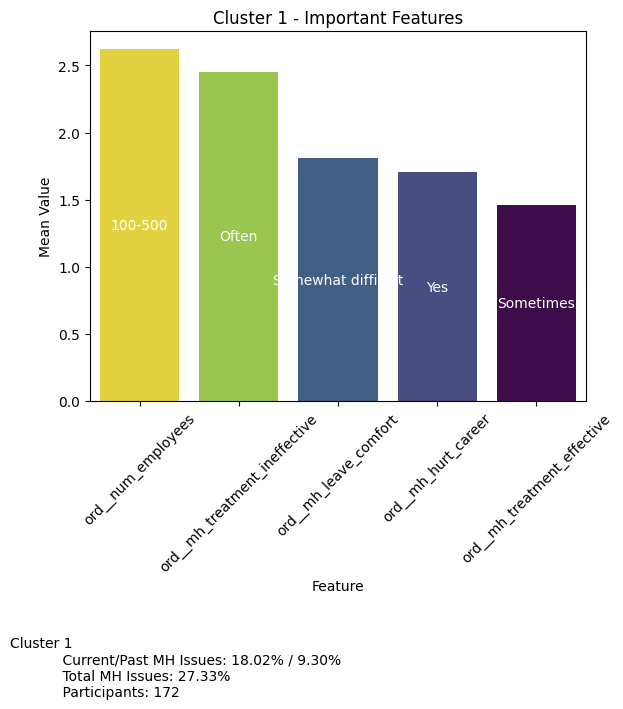 Cluster 1 - Important Features
Mean Value
2.5
2.0
1.5
1.0
0.5
0.0
100-500
Often
Somewhat difficult
Yes
Sometimes
ord__num_employees
ord__mh_treatment_ineffective
ord__mh_leave_comfort
ord__mh_hurt_career
ord__mh_treatment_effective
Feature
Cluster 1
Current/Past MH Issues: 18.02% / 9.30%
Total MH Issues: 27.33%
Participants: 172